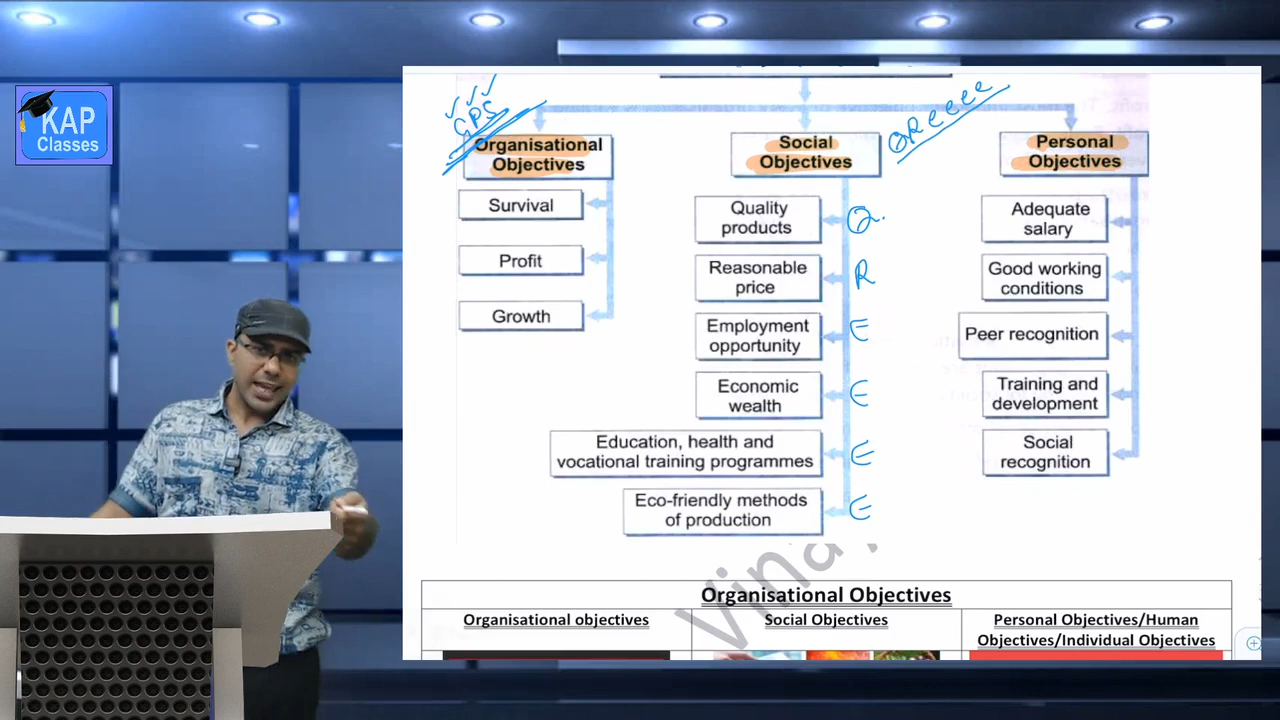 KAP
Classes
GPS
QReeee
Organisational
Objectives
Survival
Profit
Growth
Social
Objectives
Quality
products
Q.
Reasonable
price
R
Employment
opportunity
E
Economic
wealth
E
Education, health and
vocational training programmes
E
Eco-friendly methods
of production
E
Personal
Objectives
Adequate
salary
Good working
conditions
Peer recognition
Training and
development
Social
recognition
Organisational Objectives
Organisational objectives
Social Objectives
Personal Objectives/Human
Objectives/Individual Objectives